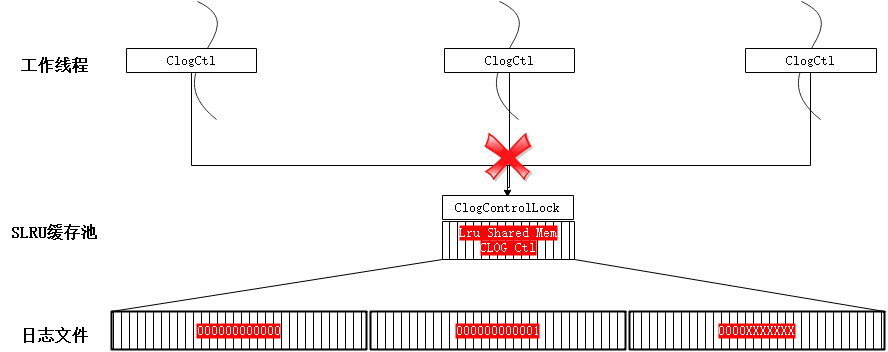 工作线程
ClogCtl
ClogCtl
ClogCtl
ClogControlLock
SLRU缓存池
Lru Shared Mem
CLOG Ctl
日志文件
000000000000
000000000001
0000XXXXXXX